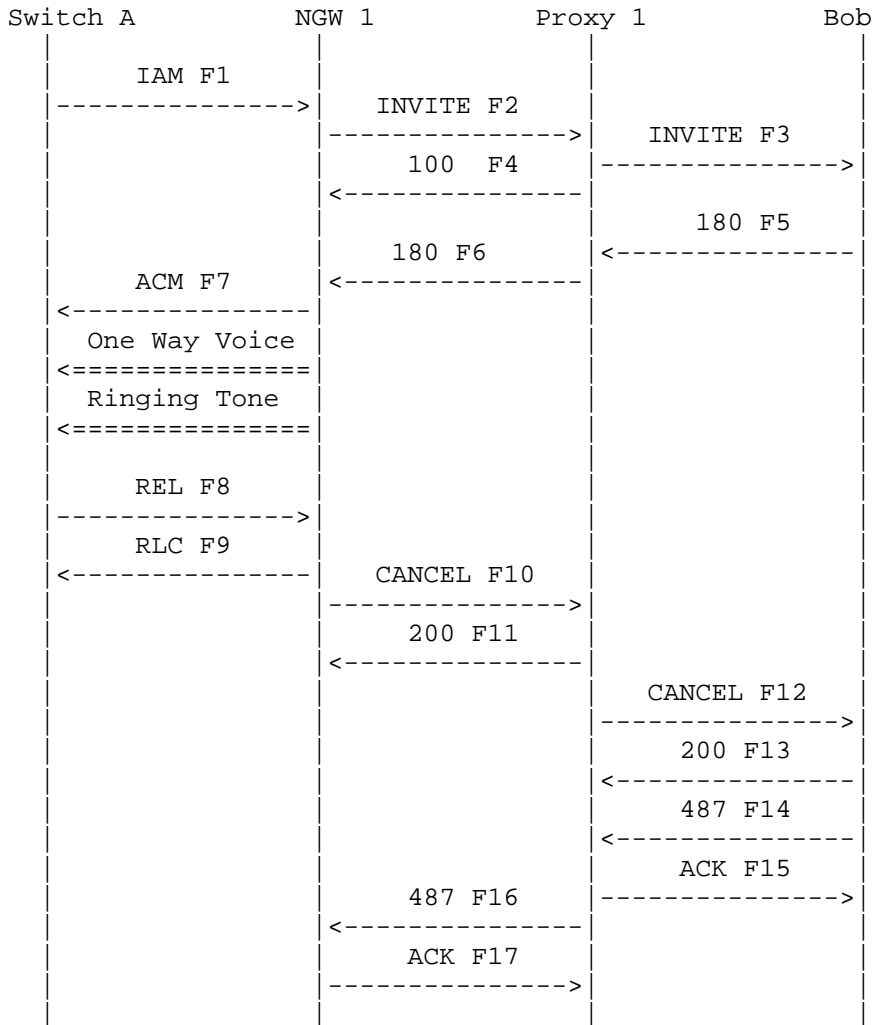 Switch A NGW 1 Proxy 1 Bob
IAM F1
INVITE F2
INVITE F3
100 F4
180 F5
180 F6
ACM F7
One Way Voice
Ringing Tone
REL F8
RLC F9
CANCEL F10
200 F11
CANCEL F12
200 F13
487 F14
ACK F15
487 F16
ACK F17